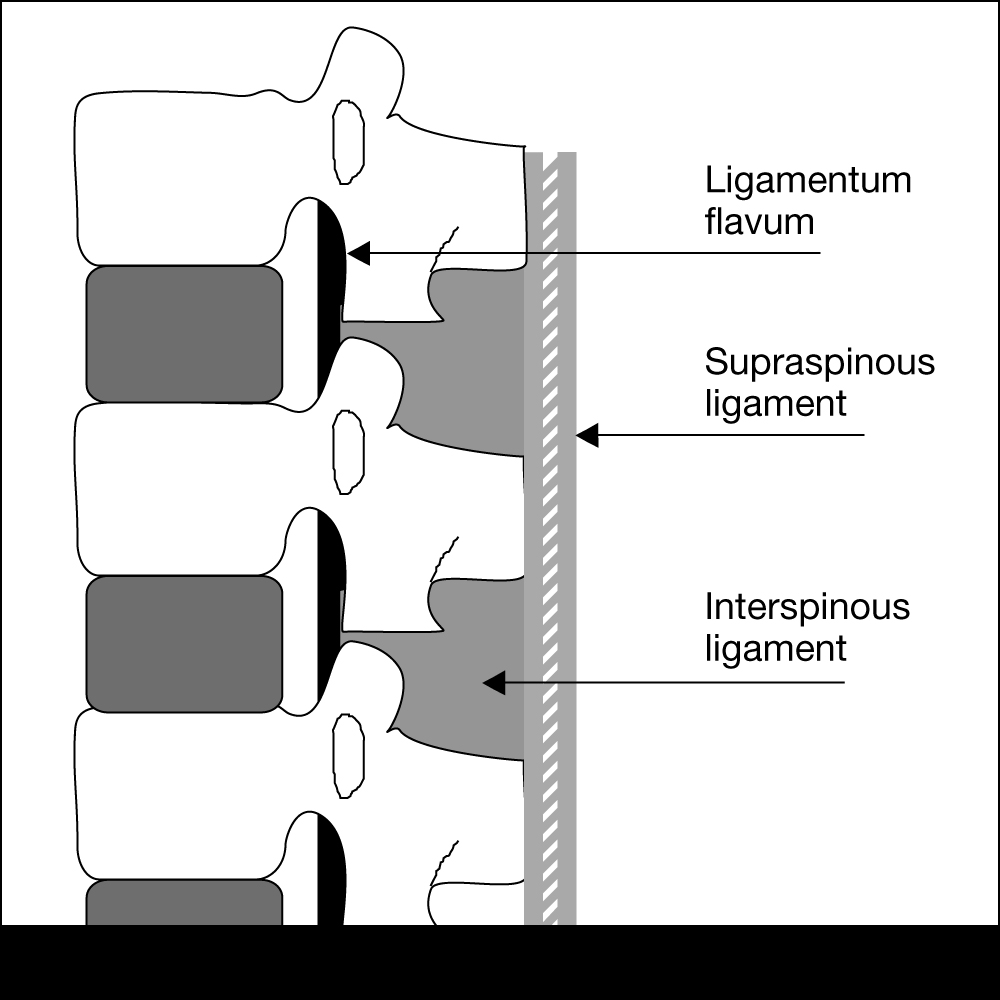 Ligamentum
flavum
Supraspinous
ligament
Interspinous
ligament